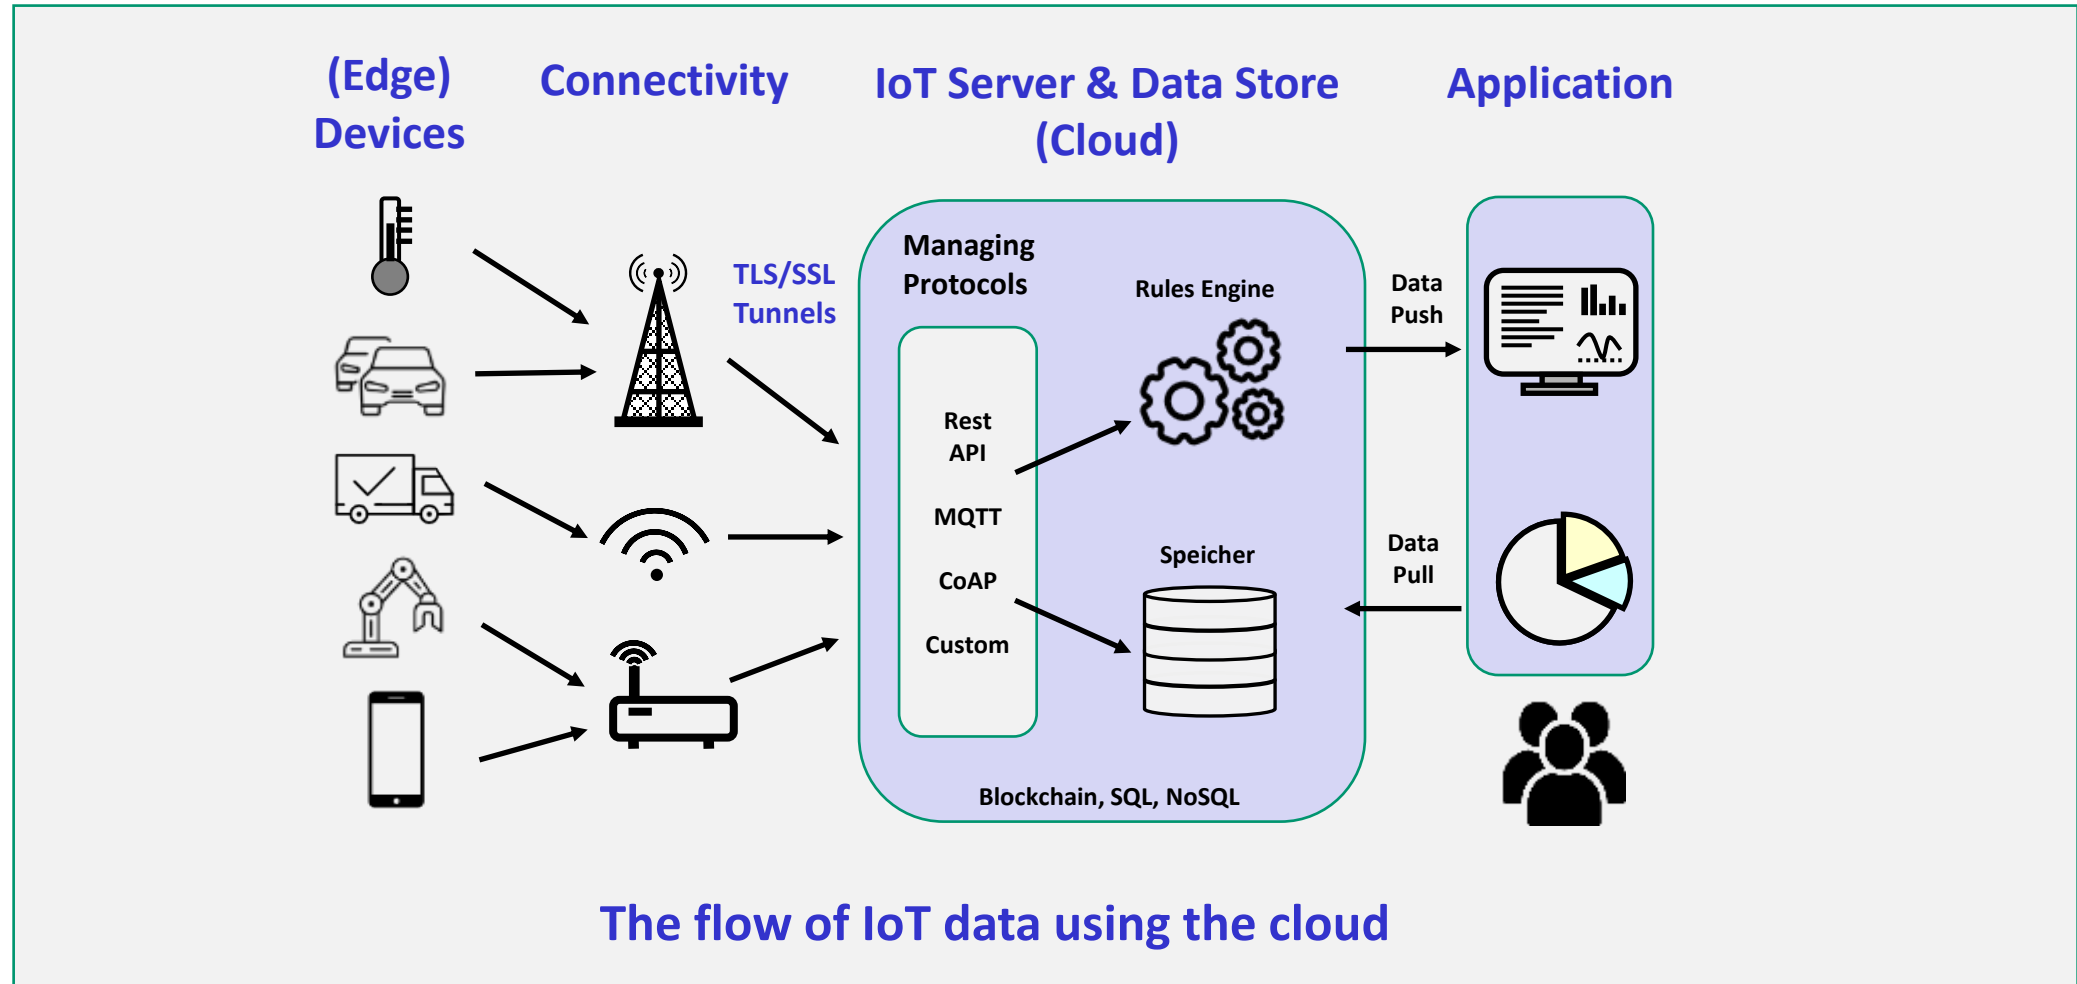 (Edge)
Devices
Connectivity
IoT Server & Data Store
(Cloud)
Application
TLS/SSL
Tunnels
Managing
Protocols
Rest
API
MQTT
CoAP
Custom
Rules Engine
Speicher
Blockchain, SQL, NoSQL
Data
Push
Data
Pull
The flow of IoT data using the cloud